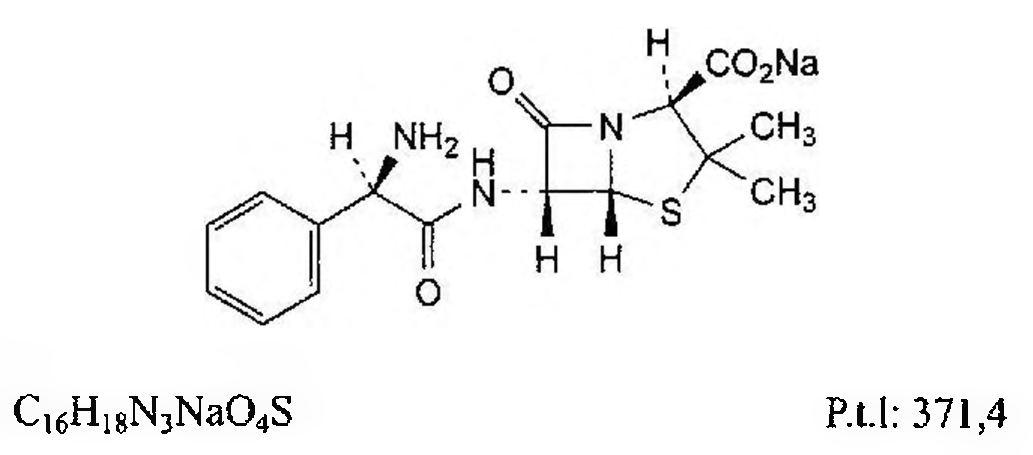 H CO₂Na
O
N CH₃
H NH₂
H
N CH₃
S
H H
O
C₁₆H₁₈N₃NaO₄S P.t.l: 371,4